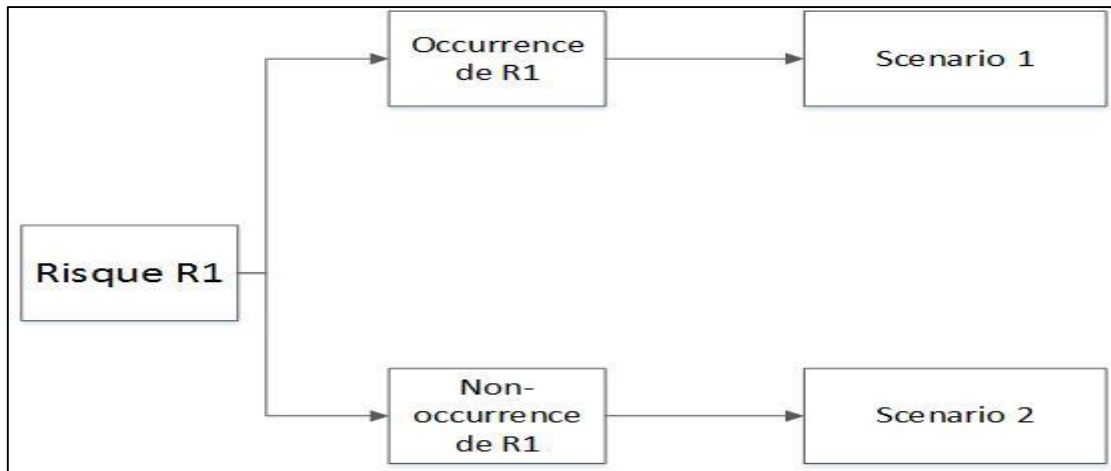 Occurrence
de R1
Scenario 1
Risque R1
Non-
occurrence
de R1
Scenario 2